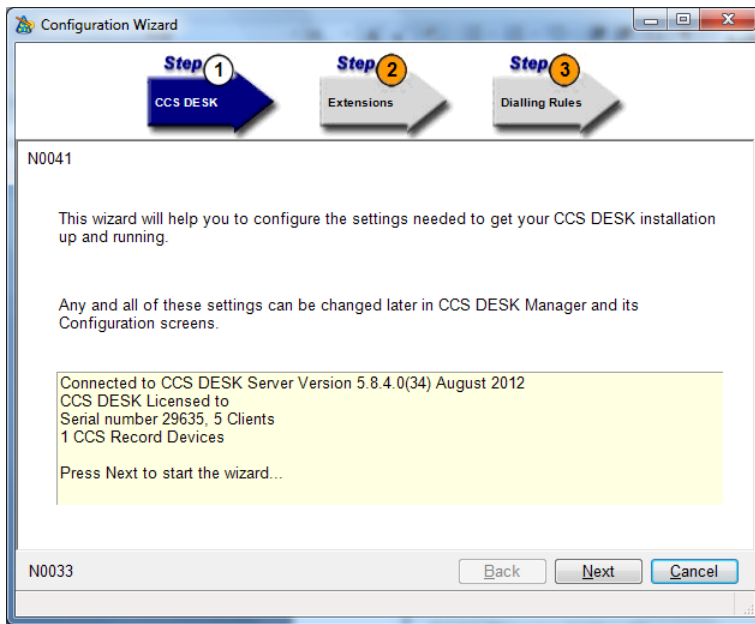 Configuration Wizard
Step 1
CCS DESK
Step 2
Extensions
Step 3
Dialling Rules
N0041
This wizard will help you to configure the settings needed to get your CCS DESK installation
up and running.
Any and all of these settings can be changed later in CCS DESK Manager and its
Configuration screens.
Connected to CCS DESK Server Version 5.8.4.0(34) August 2012
CCS DESK Licensed to
Serial number 29635, 5 Clients
1 CCS Record Devices
Press Next to start the wizard...
N0033
Back
Next
Cancel